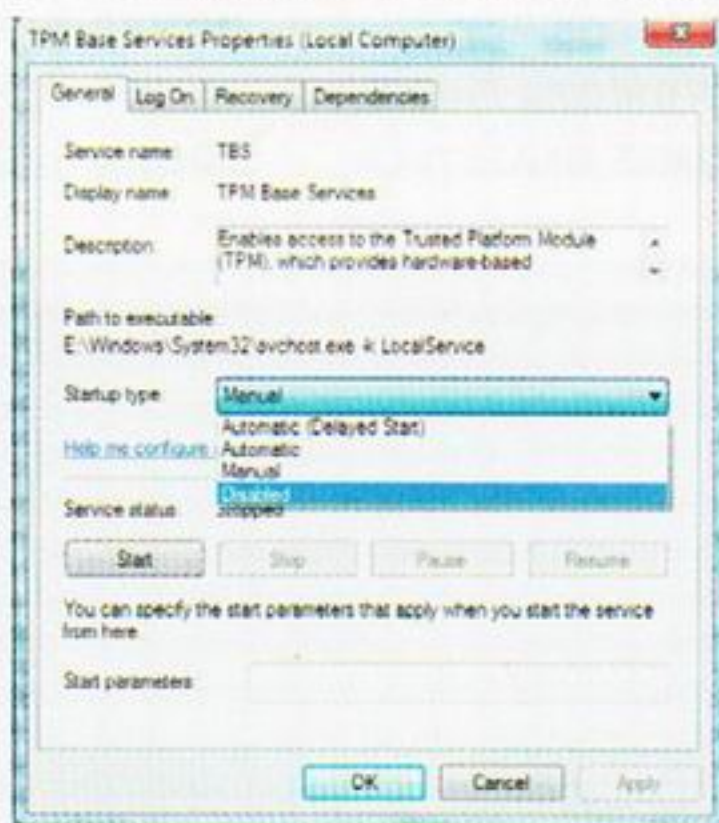 TPM Base Services Properties (Local Computer)
General Log On Recovery Dependencies
Service name: TBS
Display name: TPM Base Services
Description: Enables access to the Trusted Platform Module
(TPM), which provides hardware-based
Path to executable:
E:\Windows\System32\svchost.exe -k LocalService
Startup type: Manual
Automatic (Delayed Start)
Help me configure
Automatic
Manual
Disabled
Service status: Stopped
Start Stop Pause Resume
You can specify the start parameters that apply when you start the service
from here.
Start parameters:
OK Cancel Apply